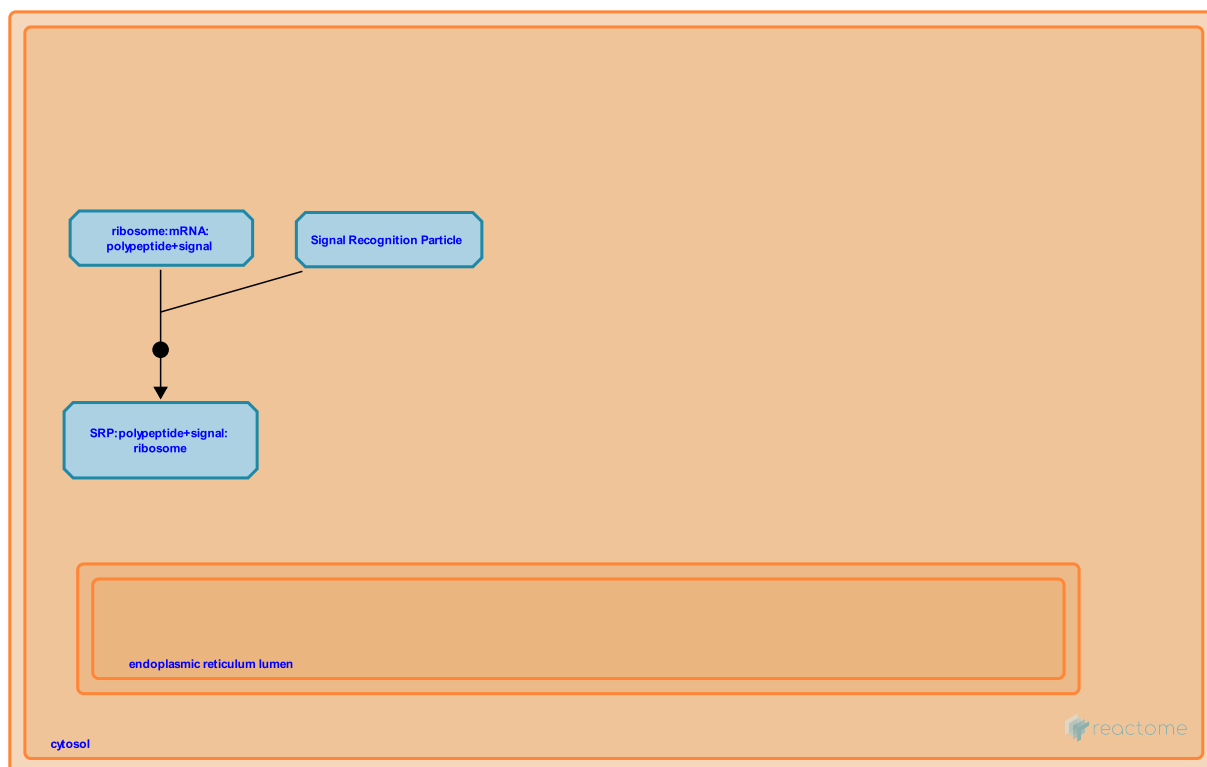 ribosome:mRNA:
polypeptide+signal
Signal Recognition Particle
SRP:polypeptide+signal:
ribosome
endoplasmic reticulum lumen
cytosol
reactome